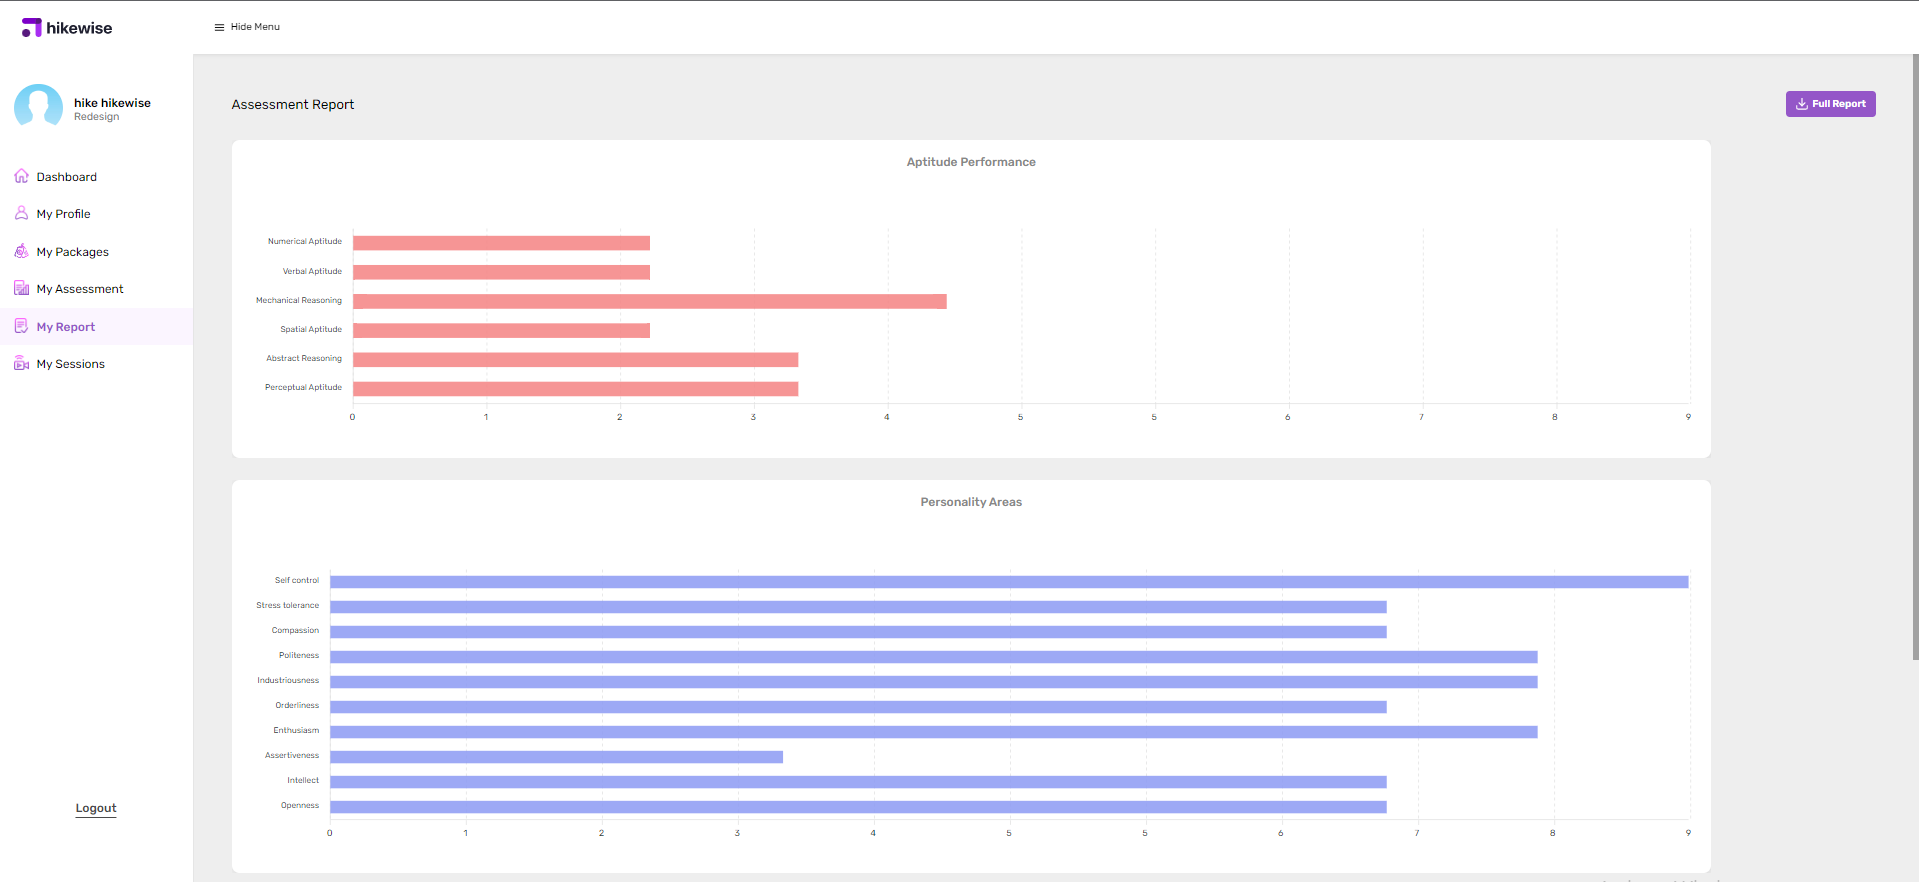 hikewise
Hide Menu
hike hikewise
Redesign
Dashboard
My Profile
My Packages
My Assessment
My Report
My Sessions
Logout
Assessment Report
Full Report
Aptitude Performance
Numerical Aptitude
Verbal Aptitude
Mechanical Reasoning
Spatial Aptitude
Abstract Reasoning
Perceptual Aptitude
0 1 2 3 4 5 5 6 7 8 9
Personality Areas
Self control
Stress tolerance
Compassion
Politeness
Industriousness
Orderliness
Enthusiasm
Assertiveness
Intellect
Openness
0 1 2 3 4 5 5 6 7 8 9